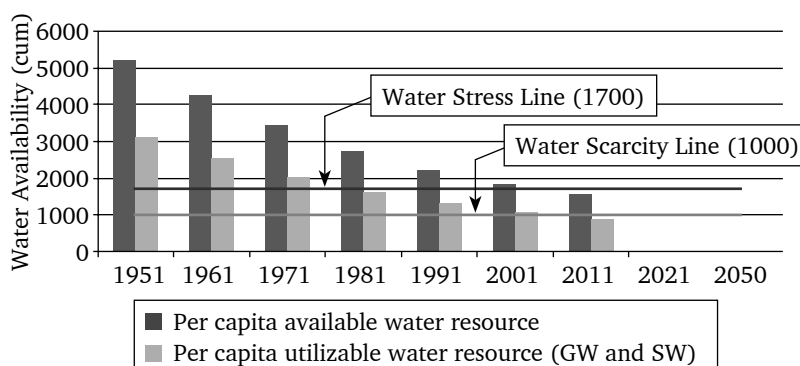 Water Availability (cum)
6000
5000
4000
3000
2000
1000
0
Water Stress Line (1700)
Water Scarcity Line (1000)
1951 1961 1971 1981 1991 2001 2011 2021 2050
Per capita available water resource
Per capita utilizable water resource (GW and SW)